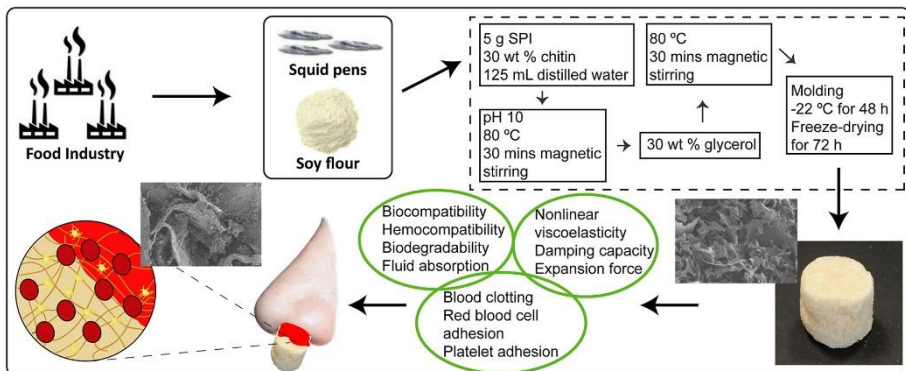 Food Industry
Squid pens
Soy flour
5 g SPI
30 wt % chitin
125 mL distilled water
pH 10
80 ºC
30 mins magnetic
stirring
30 wt % glycerol
80 ºC
30 mins magnetic
stirring
Molding
-22 ºC for 48 h
Freeze-drying
for 72 h
Nonlinear
viscoelasticity
Damping capacity
Expansion force
Biocompatibility
Hemocompatibility
Biodegradability
Fluid absorption
Blood clotting
Red blood cell
adhesion
Platelet adhesion